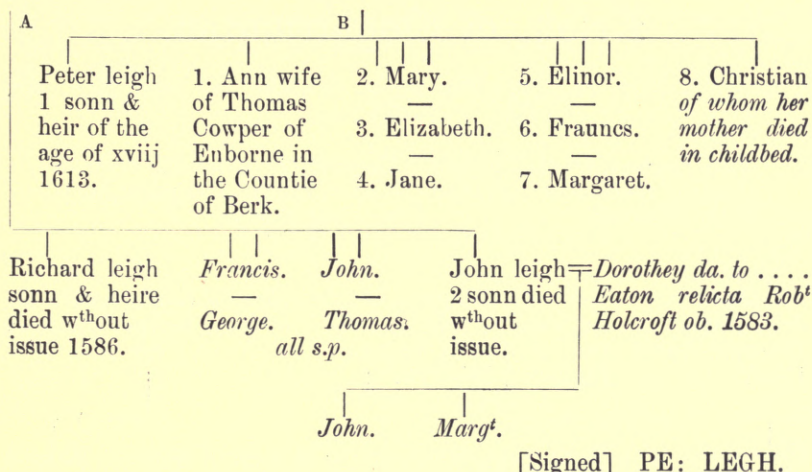 A B
Peter leigh
1 sonn &
heir of the
age of xviij
1613.
1. Ann wife
of Thomas
Cowper of
Enborne in
the Countie
of Berk.
2. Mary.
—
3. Elizabeth.
—
4. Jane.
5. Elinor.
—
6. Frauncs.
—
7. Margaret.
8. Christian
of whom her
mother died
in childbed.
Richard leigh
sonn & heire
died wthout
issue 1586.
Francis.
—
George.
John.
—
Thomas.
all s.p.
John leigh
2 sonn died
wthout
issue.
Dorothey da. to ....
Eaton relicta Robt
Holcroft ob. 1583.
John. Margt.
[Signed] PE: LEGH.